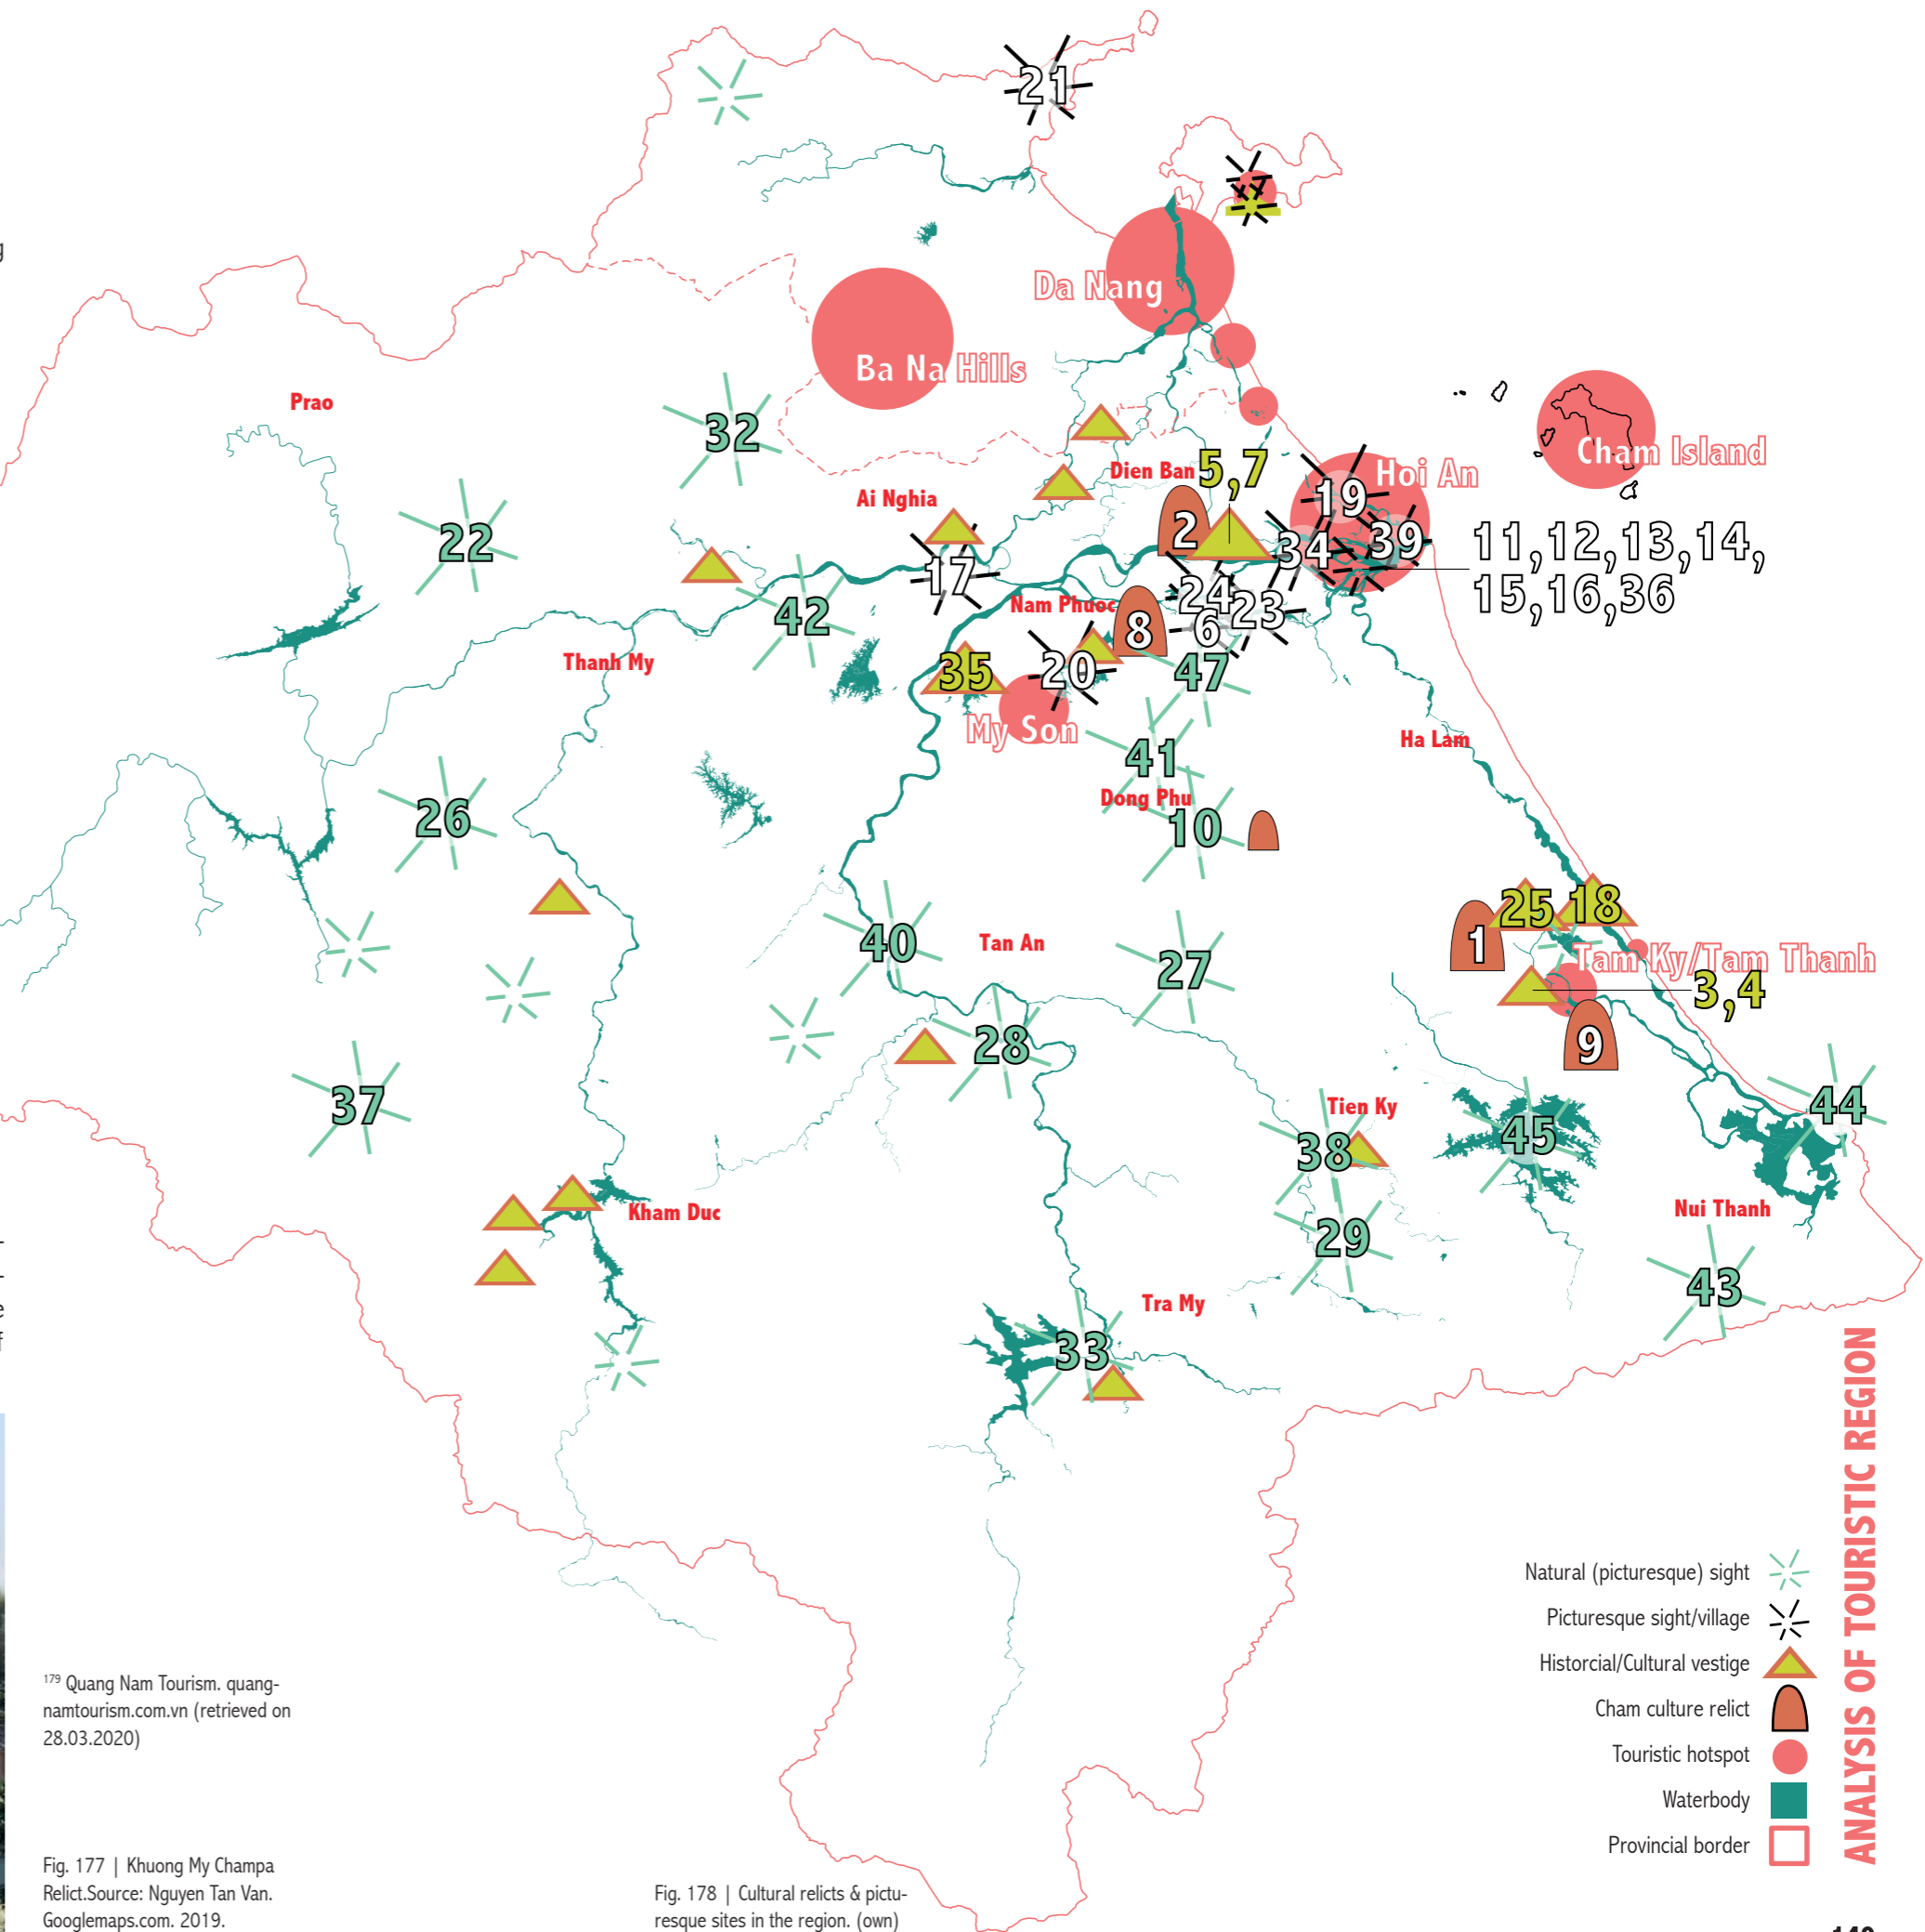 21
Da Nang
Ba Na Hills
Prao
32
Dien Ban
5,7
Hoi An
Cham Island
Ai Nghia
19
22
2
34
39
11,12,13,14,
15,16,36
17
42
Nam Phuoc
24
23
8
6
Thanh My
35
20
47
My Son
41
Ha Lam
Dong Phu
26
10
25
18
40
Tan An
1
27
Tam Ky/Tam Thanh
3,4
28
9
37
Tien Ky
44
38
45
Kham Duc
Nui Thanh
29
43
Tra My
33
Natural (picturesque) sight
Picturesque sight/village
Historcial/Cultural vestige
Cham culture relict
Touristic hotspot
Waterbody
Provincial border
ANALYSIS OF TOURISTIC REGION
179 Quang Nam Tourism. quang-
namtourism.com.vn (retrieved on
28.03.2020)
Fig. 177 | Khuong My Champa
Relict.Source: Nguyen Tan Van.
Googlemaps.com. 2019.
Fig. 178 | Cultural relicts & pictu-
resque sites in the region. (own)